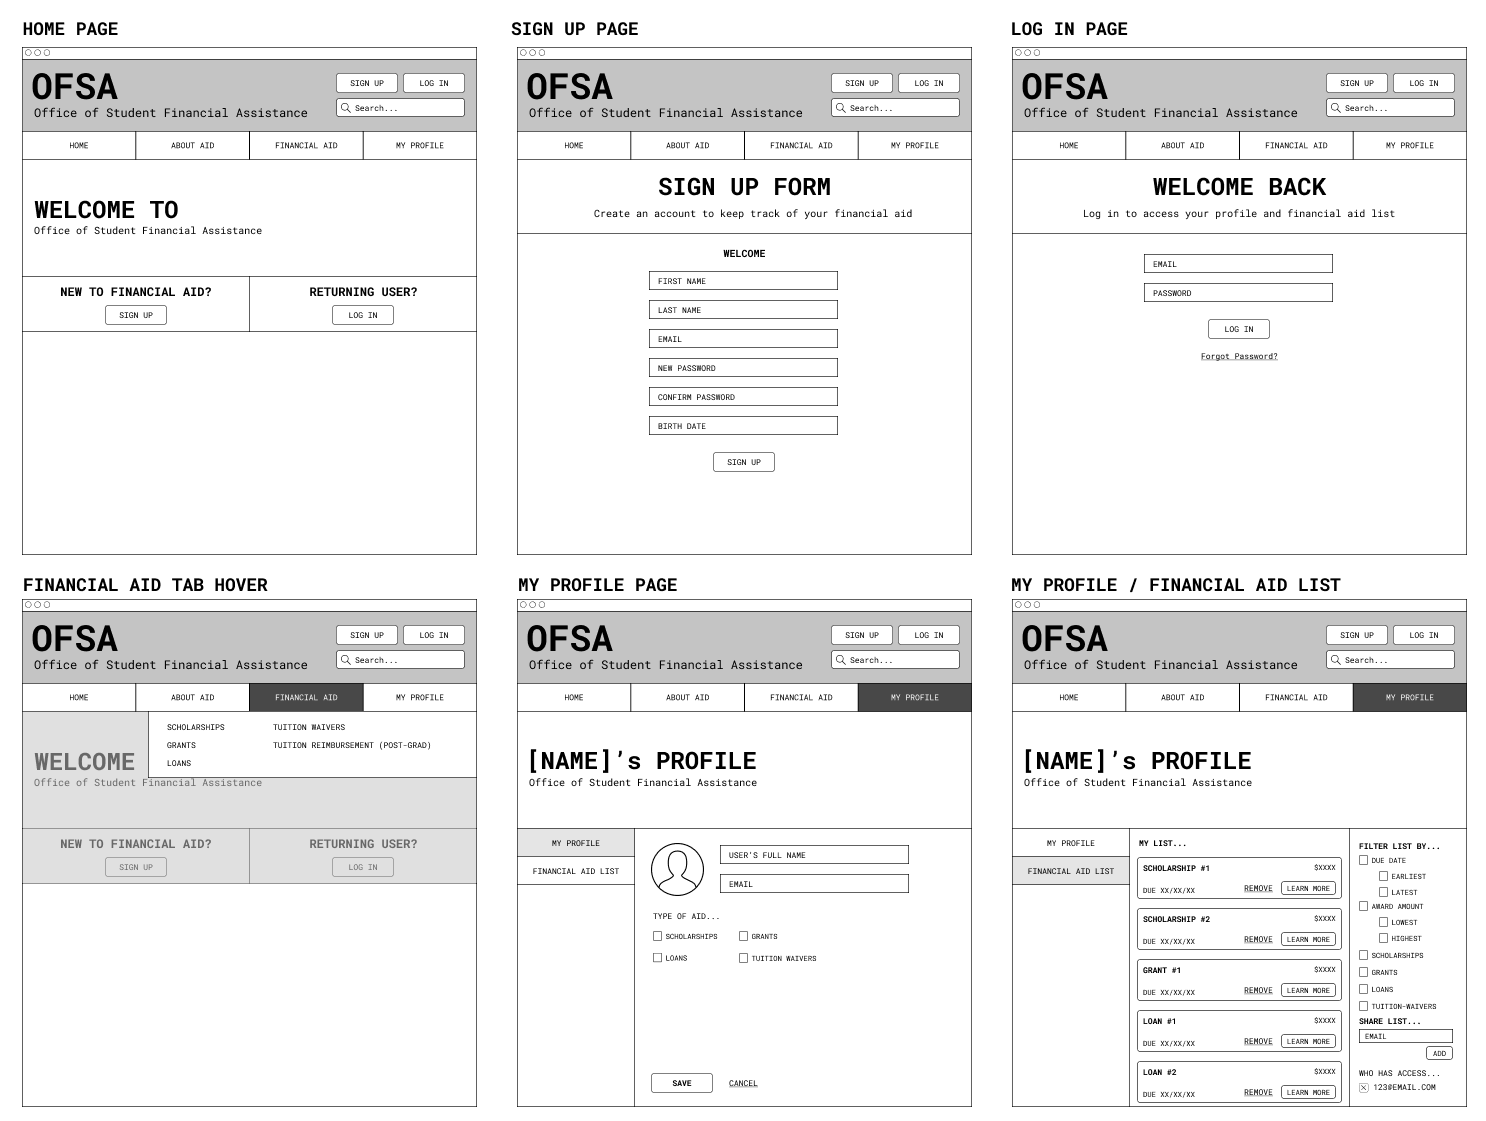 HOME PAGE
OFSA
Office of Student Financial Assistance
SIGN UP
LOG IN
Search...
HOME
ABOUT AID
FINANCIAL AID
MY PROFILE
WELCOME TO
Office of Student Financial Assistance
NEW TO FINANCIAL AID?
SIGN UP
RETURNING USER?
LOG IN
SIGN UP PAGE
OFSA
Office of Student Financial Assistance
SIGN UP
LOG IN
Search...
HOME
ABOUT AID
FINANCIAL AID
MY PROFILE
SIGN UP FORM
Create an account to keep track of your financial aid
WELCOME
FIRST NAME
LAST NAME
EMAIL
NEW PASSWORD
CONFIRM PASSWORD
BIRTH DATE
SIGN UP
LOG IN PAGE
OFSA
Office of Student Financial Assistance
SIGN UP
LOG IN
Search...
HOME
ABOUT AID
FINANCIAL AID
MY PROFILE
WELCOME BACK
Log in to access your profile and financial aid list
EMAIL
PASSWORD
LOG IN
Forgot Password?
FINANCIAL AID TAB HOVER
OFSA
Office of Student Financial Assistance
SIGN UP
LOG IN
Search...
HOME
ABOUT AID
FINANCIAL AID
MY PROFILE
SCHOLARSHIPS
GRANTS
LOANS
TUITION WAIVERS
TUITION REIMBURSEMENT (POST-GRAD)
WELCOME
Office of Student Financial Assistance
NEW TO FINANCIAL AID?
SIGN UP
RETURNING USER?
LOG IN
MY PROFILE PAGE
OFSA
Office of Student Financial Assistance
SIGN UP
LOG IN
Search...
HOME
ABOUT AID
FINANCIAL AID
MY PROFILE
[NAME]’s PROFILE
Office of Student Financial Assistance
MY PROFILE
FINANCIAL AID LIST
USER'S FULL NAME
EMAIL
TYPE OF AID...
SCHOLARSHIPS
GRANTS
LOANS
TUITION WAIVERS
SAVE
CANCEL
MY PROFILE / FINANCIAL AID LIST
OFSA
Office of Student Financial Assistance
SIGN UP
LOG IN
Search...
HOME
ABOUT AID
FINANCIAL AID
MY PROFILE
[NAME]’s PROFILE
Office of Student Financial Assistance
MY PROFILE
FINANCIAL AID LIST
MY LIST...
SCHOLARSHIP #1
$XXXX
DUE XX/XX/XX
REMOVE
LEARN MORE
SCHOLARSHIP #2
$XXXX
DUE XX/XX/XX
REMOVE
LEARN MORE
GRANT #1
$XXXX
DUE XX/XX/XX
REMOVE
LEARN MORE
LOAN #1
$XXXX
DUE XX/XX/XX
REMOVE
LEARN MORE
LOAN #2
$XXXX
DUE XX/XX/XX
REMOVE
LEARN MORE
FILTER LIST BY...
DUE DATE
EARLIEST
LATEST
AWARD AMOUNT
LOWEST
HIGHEST
SCHOLARSHIPS
GRANTS
LOANS
TUITION-WAIVERS
SHARE LIST...
EMAIL
ADD
WHO HAS ACCESS...
123@EMAIL.COM